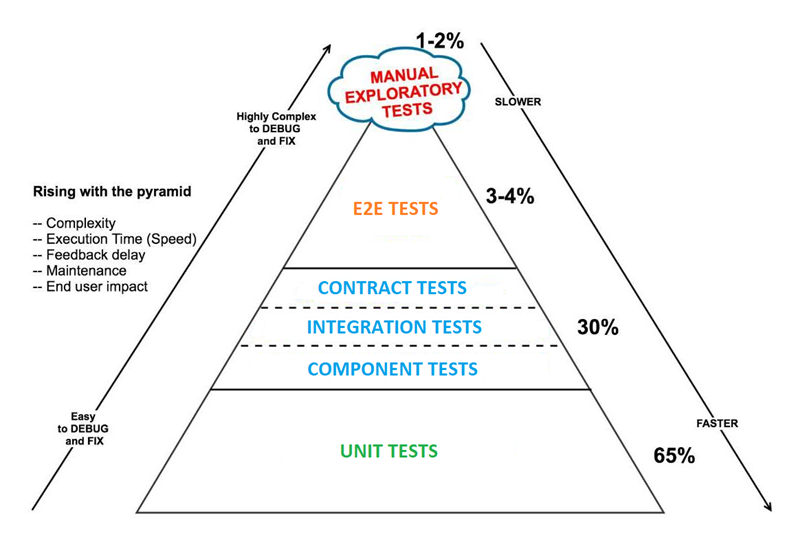 1-2%
MANUAL
EXPLORATORY
TESTS
SLOWER
Highly Complex
to DEBUG
and FIX
Rising with the pyramid
-- Complexity
-- Execution Time (Speed)
-- Feedback delay
-- Maintenance
-- End user impact
E2E TESTS
3-4%
CONTRACT TESTS
INTEGRATION TESTS
30%
COMPONENT TESTS
Easy
to DEBUG
and FIX
FASTER
UNIT TESTS
65%